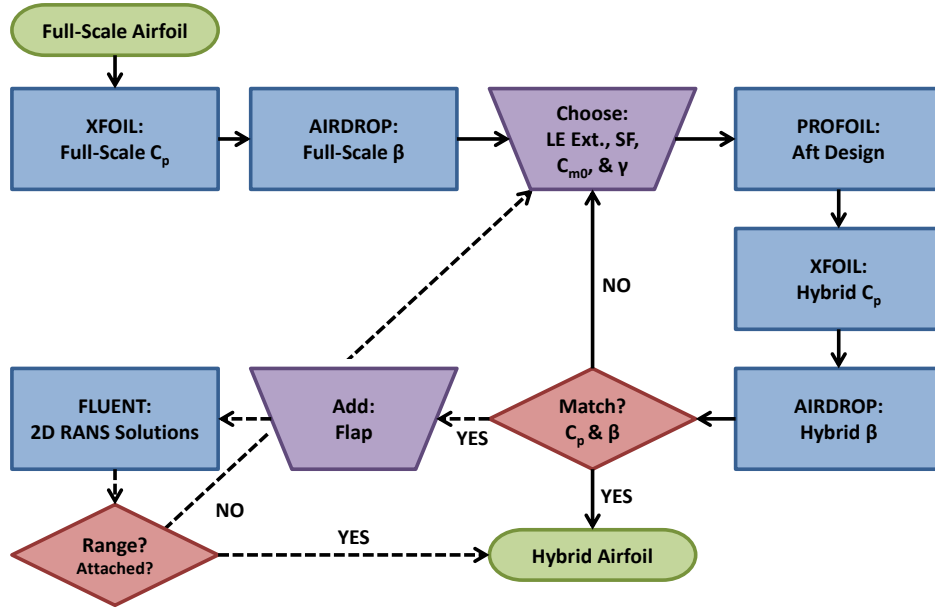 Full-Scale Airfoil
XFOIL:
Full-Scale Cp
AIRDROP:
Full-Scale β
Choose:
LE Ext., SF,
Cm0, & γ
PROFOIL:
Aft Design
XFOIL:
Hybrid Cp
NO
FLUENT:
2D RANS Solutions
Add:
Flap
YES
Match?
Cp & β
AIRDROP:
Hybrid β
YES
NO
Range?
Attached?
YES
Hybrid Airfoil